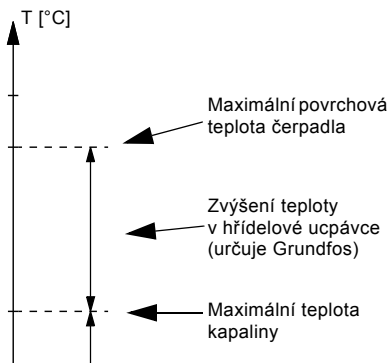 T [°C]
Maximální povrchová
teplota čerpadla
Zvýšení teploty
v hřídelové ucpávce
(určuje Grundfos)
Maximální teplota
kapaliny